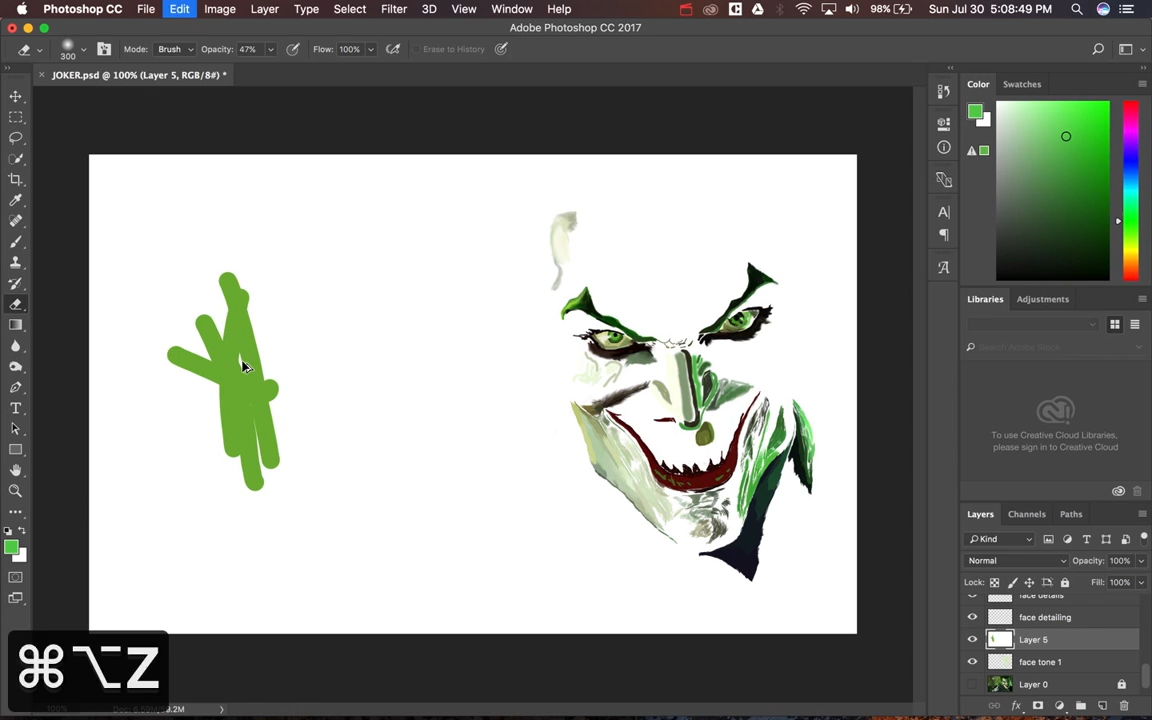 Photoshop CC File Edit Image Layer Type Select Filter 3D View Window Help 98% Sun Jul 30 5:08:49 PM
Adobe Photoshop CC 2017
300 Mode: Brush Opacity: 47% Flow: 100% Erase to History
× JOKER.psd @ 100% (Layer 5, RGB/8#) *
Color Swatches
Libraries Adjustments
Search Adobe Stock
To use Creative Cloud Libraries,
please sign in to Creative Cloud
Layers Channels Paths
Kind
Normal Opacity: 100%
Lock: Fill: 100%
face details
face detailing
Layer 5
face tone 1
Layer 0
⌘⌥Z
100%